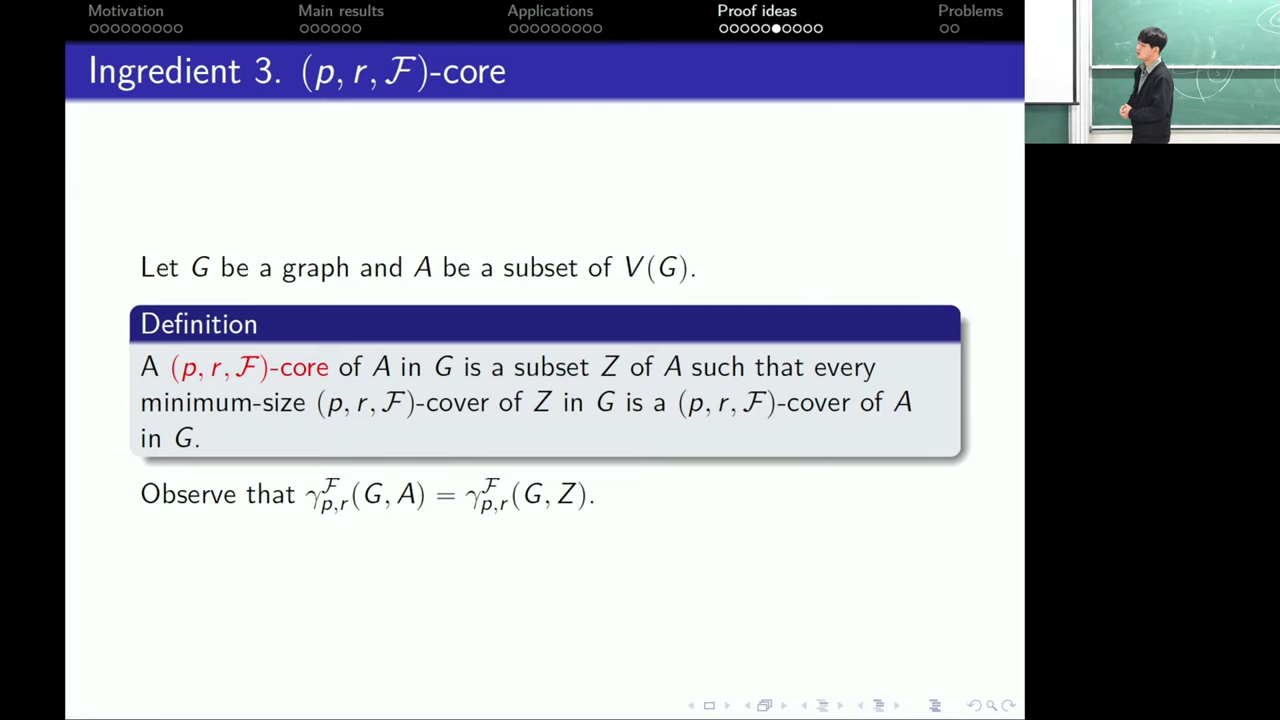 Motivation Main results Applications Proof ideas Problems
Ingredient 3. (p, r, ℱ)-core
Let G be a graph and A be a subset of V(G).
Definition
A (p, r, ℱ)-core of A in G is a subset Z of A such that every
minimum-size (p, r, ℱ)-cover of Z in G is a (p, r, ℱ)-cover of A
in G.
Observe that γ^ℱ_{p,r}(G, A) = γ^ℱ_{p,r}(G, Z).